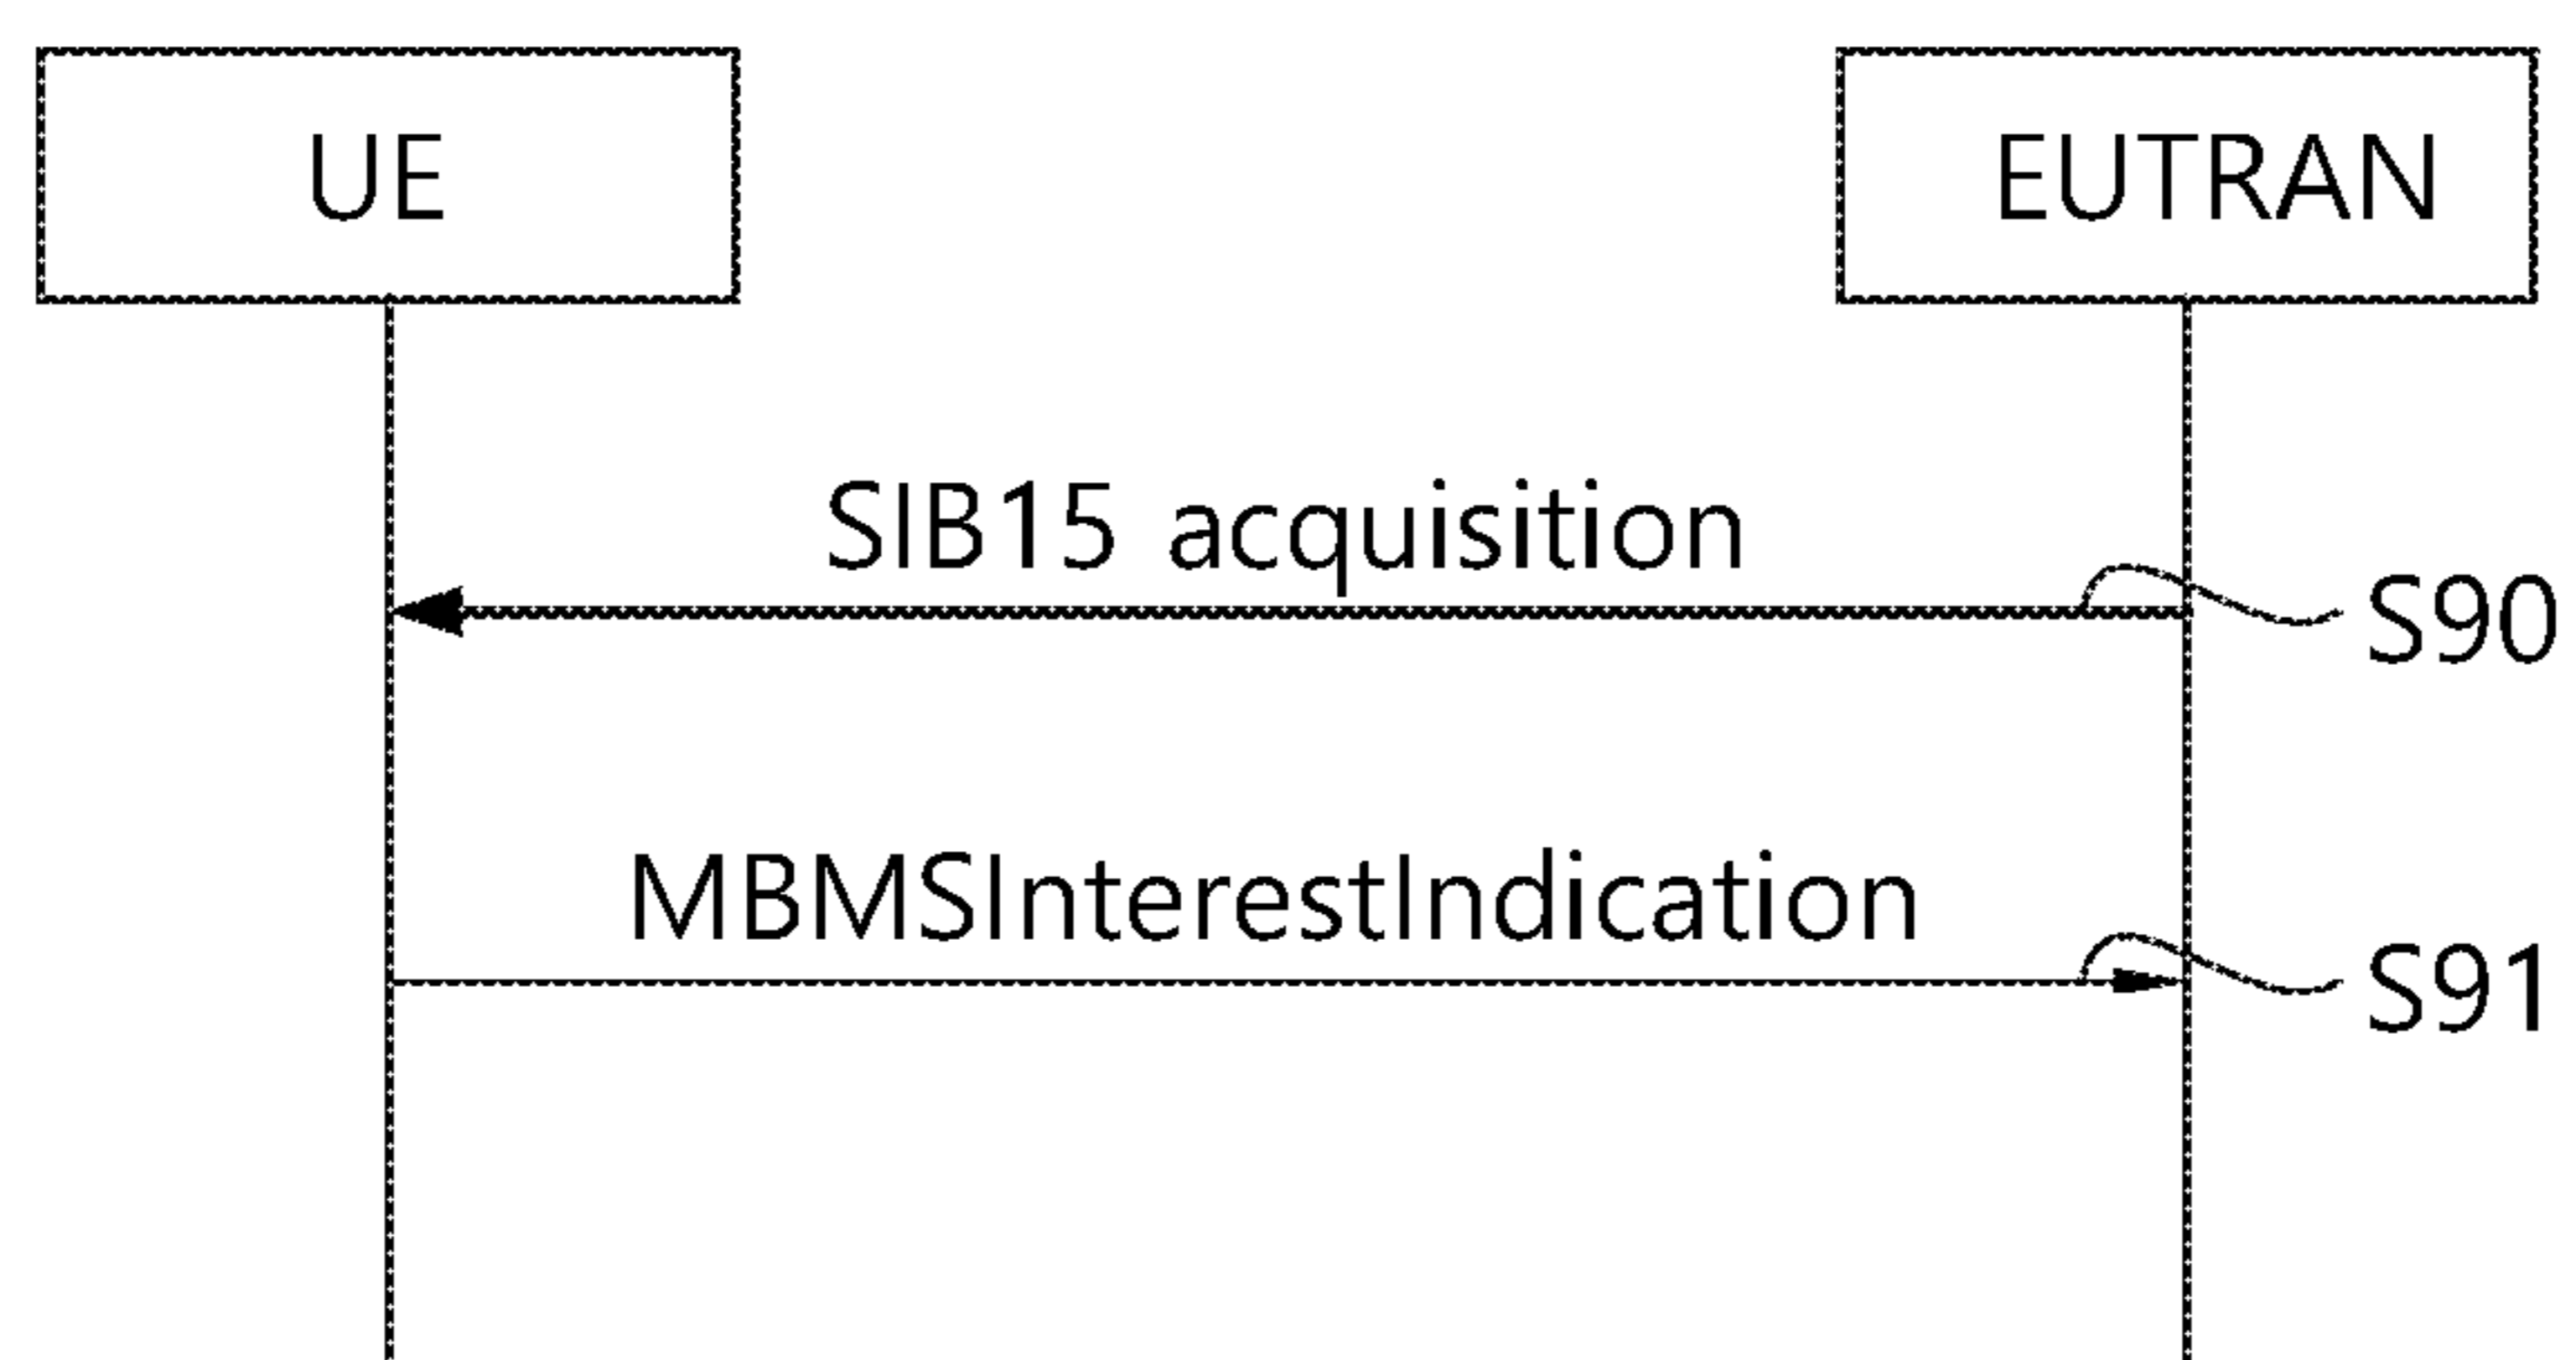 UE
EUTRAN
SIB15 acquisition
S90
MBMSInterestIndication
S91